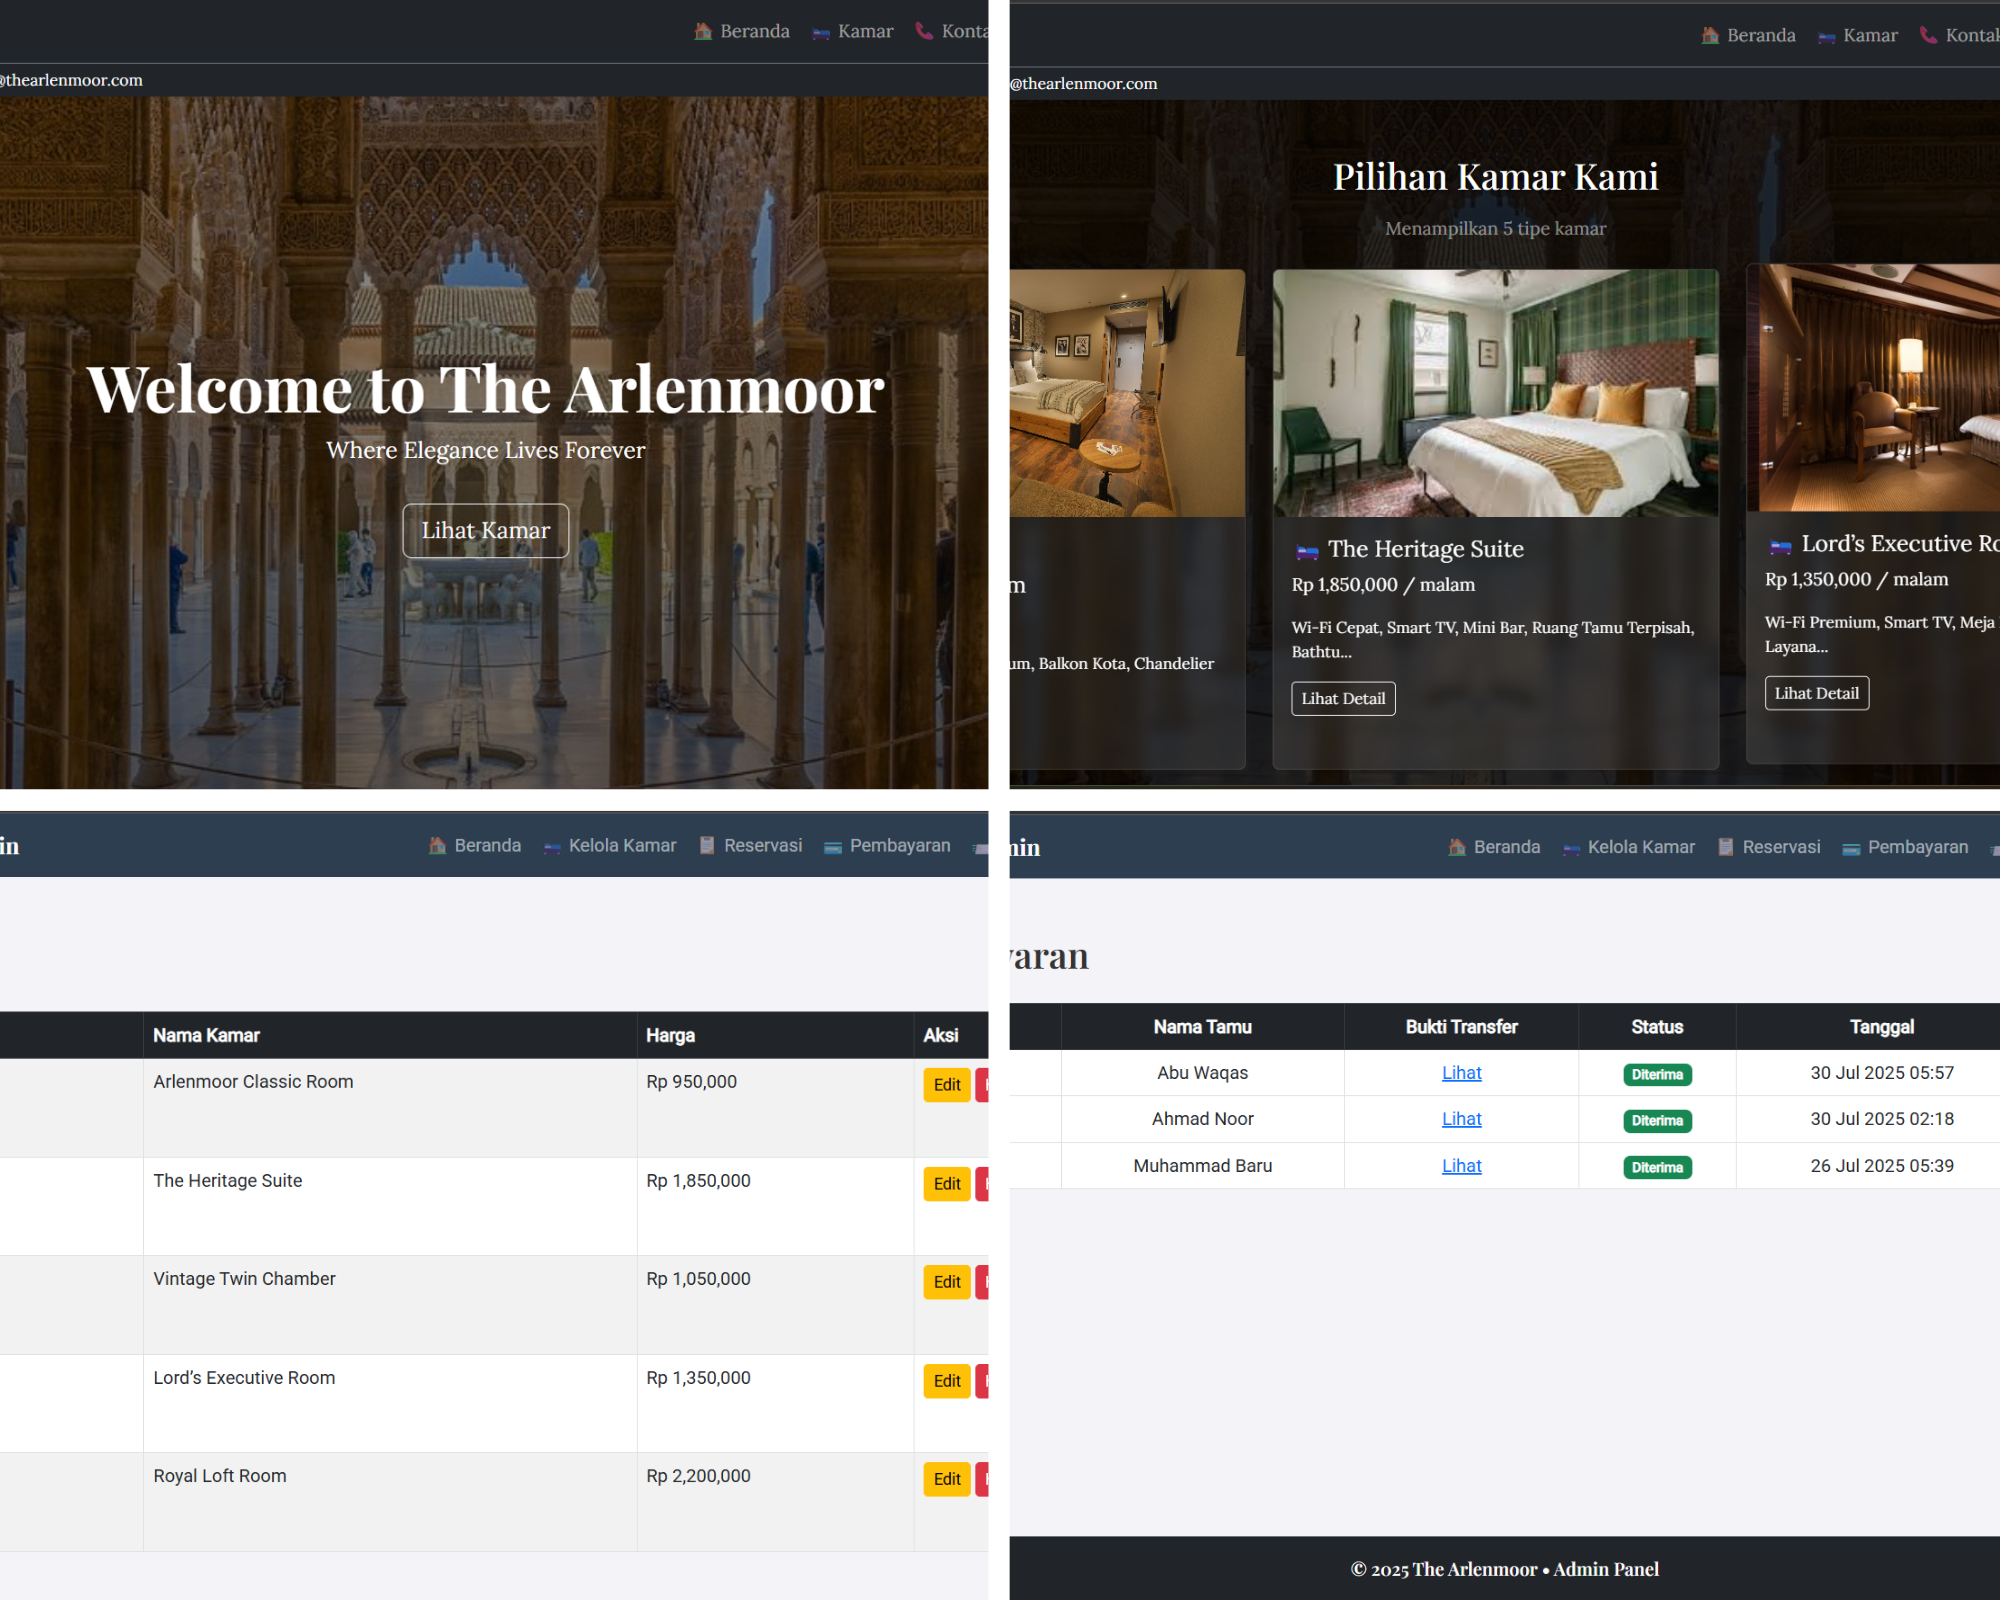 Beranda Kamar Konta
@thearlenmoor.com
Welcome to The Arlenmoor
Where Elegance Lives Forever
Lihat Kamar
Beranda Kamar Kontak
@thearlenmoor.com
Pilihan Kamar Kami
Menampilkan 5 tipe kamar
m
um, Balkon Kota, Chandelier
The Heritage Suite
Rp 1,850,000 / malam
Wi-Fi Cepat, Smart TV, Mini Bar, Ruang Tamu Terpisah,
Bathtu...
Lihat Detail
Lord’s Executive Ro
Rp 1,350,000 / malam
Wi-Fi Premium, Smart TV, Meja
Layana...
Lihat Detail
in Beranda Kelola Kamar Reservasi Pembayaran
Nama Kamar Harga Aksi
Arlenmoor Classic Room Rp 950,000 Edit
The Heritage Suite Rp 1,850,000 Edit
Vintage Twin Chamber Rp 1,050,000 Edit
Lord’s Executive Room Rp 1,350,000 Edit
Royal Loft Room Rp 2,200,000 Edit
min Beranda Kelola Kamar Reservasi Pembayaran
yaran
Nama Tamu Bukti Transfer Status Tanggal
Abu Waqas Lihat Diterima 30 Jul 2025 05:57
Ahmad Noor Lihat Diterima 30 Jul 2025 02:18
Muhammad Baru Lihat Diterima 26 Jul 2025 05:39
© 2025 The Arlenmoor • Admin Panel